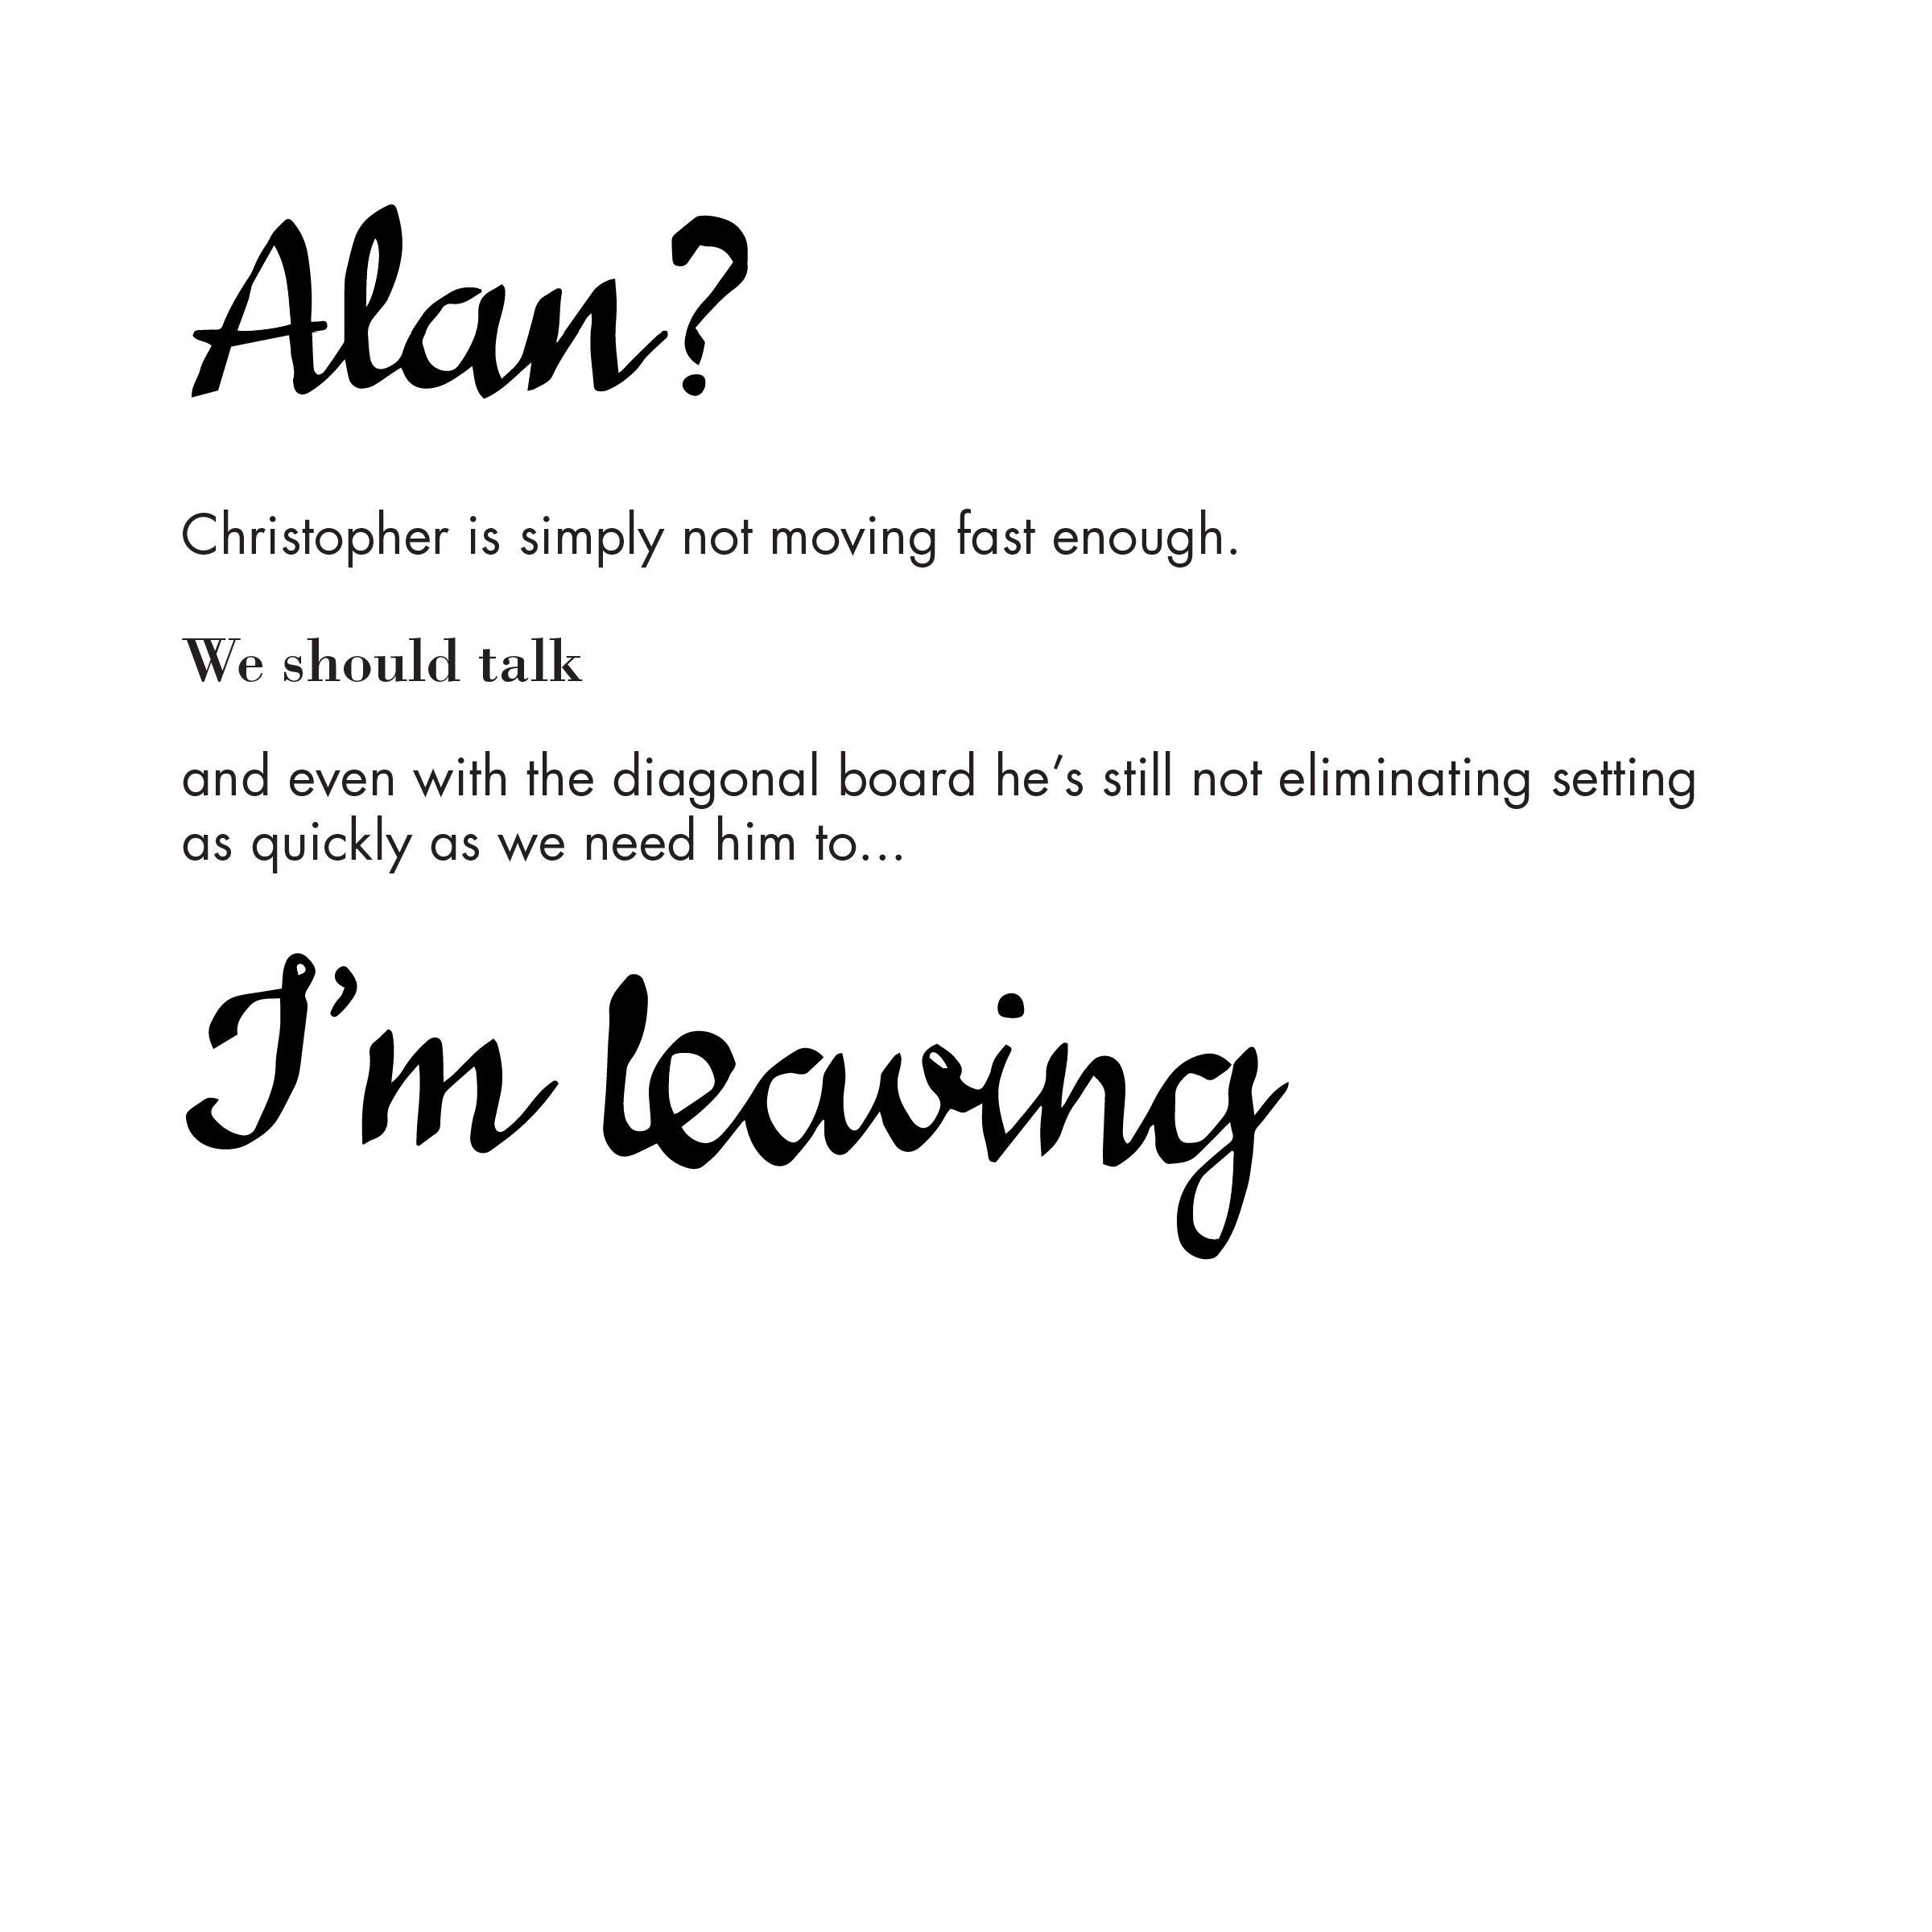 Alan?
Christopher is simply not moving fast enough.
We should talk
and even with the diagonal board he's still not eliminating setting
as quickly as we need him to...
I'm leaving